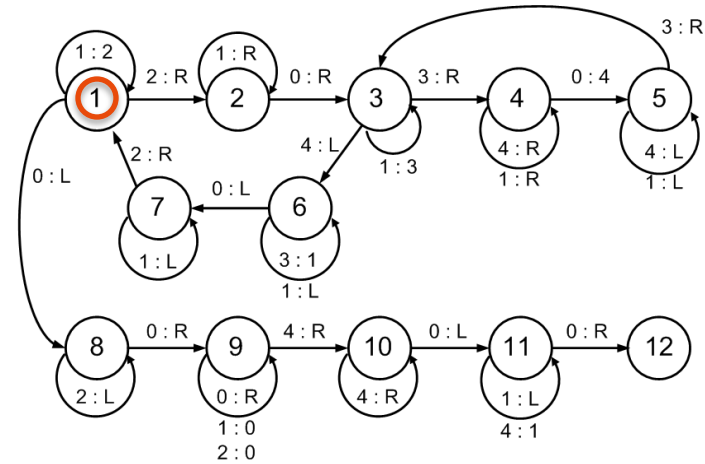 3 : R
1 : 2
1 : R
2 : R
0 : R
3 : R
0 : 4
1
2
3
4
5
4 : L
1 : 3
4 : R
1 : R
4 : L
1 : L
0 : L
2 : R
0 : L
7
6
1 : L
3 : 1
1 : L
0 : R
4 : R
0 : L
0 : R
8
9
10
11
12
2 : L
0 : R
4 : R
1 : L
1 : 0
4 : 1
2 : 0